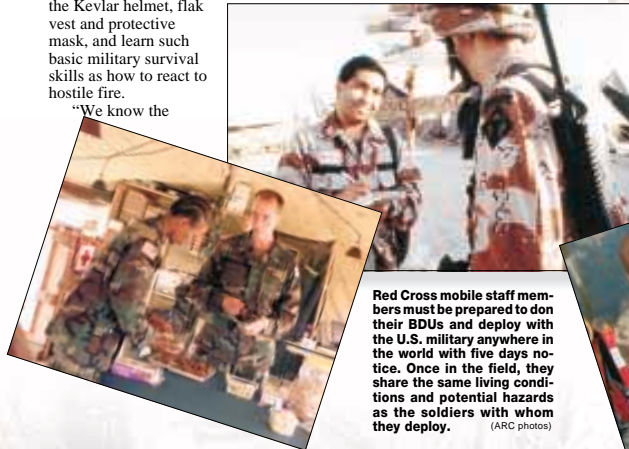 the Kevlar helmet, flak
vest and protective
mask, and learn such
basic military survival
skills as how to react to
hostile fire.
“We know the
Red Cross mobile staff mem-
bers must be prepared to don
their BDUs and deploy with
the U.S. military anywhere in
the world with five days no-
tice. Once in the field, they
share the same living condi-
tions and potential hazards
as the soldiers with whom
they deploy. (ARC photos)